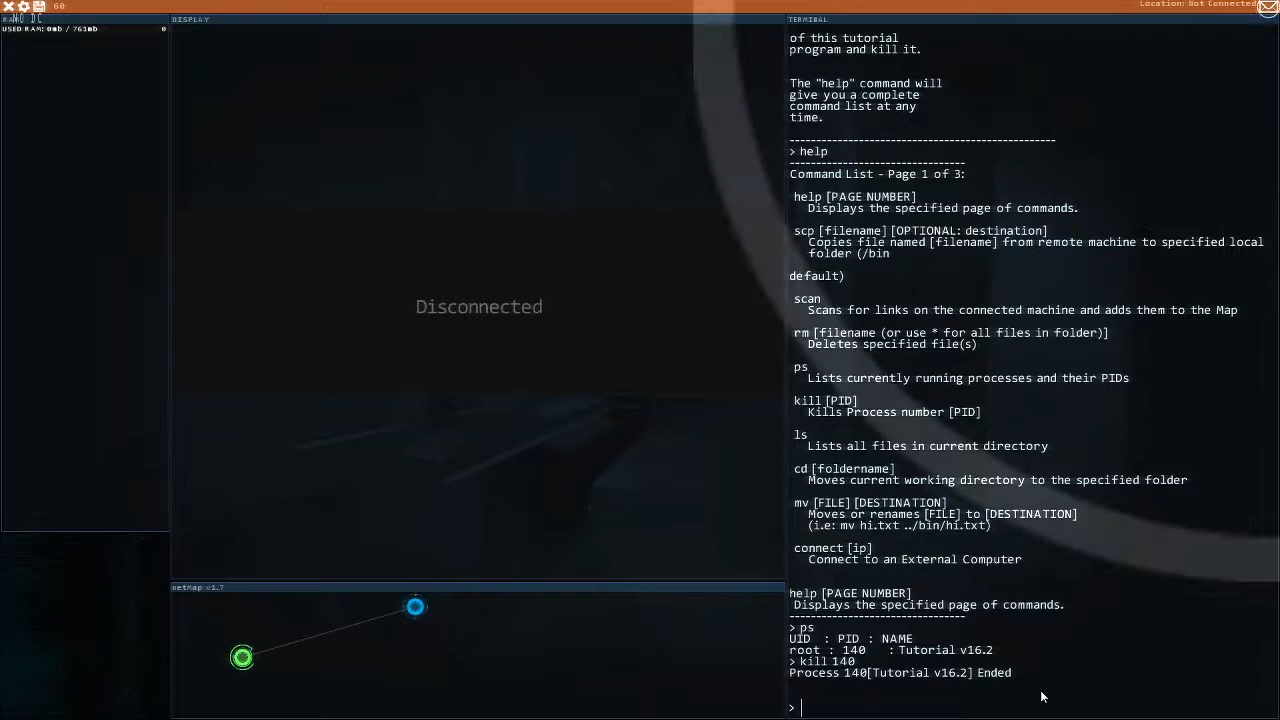 60
Location: Not Connected
DISPLAY
TERMINAL
USED RAM: 0mb / 761mb
0
of this tutorial
program and kill it.
The "help" command will
give you a complete
command list at any
time.
--------------------------------------------------
> help
---------------------------------
Command List - Page 1 of 3:
help [PAGE NUMBER]
Displays the specified page of commands.
scp [filename] [OPTIONAL: destination]
Copies file named [filename] from remote machine to specified local
folder (/bin
default)
scan
Scans for links on the connected machine and adds them to the Map
rm [filename (or use * for all files in folder)]
Deletes specified file(s)
ps
Lists currently running processes and their PIDs
kill [PID]
Kills Process number [PID]
ls
Lists all files in current directory
cd [foldername]
Moves current working directory to the specified folder
mv [FILE] [DESTINATION]
Moves or renames [FILE] to [DESTINATION]
(i.e: mv hi.txt ../bin/hi.txt)
connect [ip]
Connect to an External Computer
help [PAGE NUMBER]
Displays the specified page of commands.
---------------------------------
> ps
UID : PID : NAME
root : 140 : Tutorial v16.2
> kill 140
Process 140[Tutorial v16.2] Ended
>
Disconnected
netMap v1.7